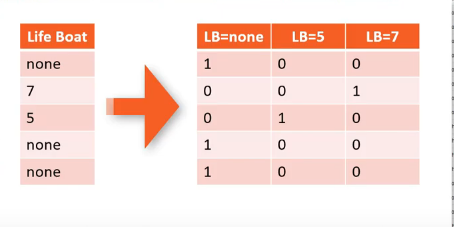 Life Boat LB=none LB=5 LB=7
none 1 0 0
7 0 0 1
5 0 1 0
none 1 0 0
none 1 0 0